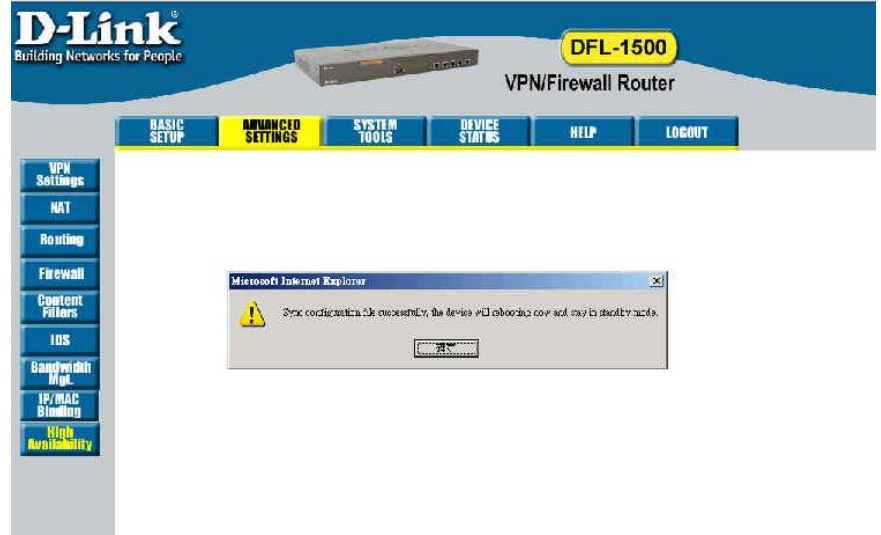 D-Link
Building Networks for People
DFL-1500
VPN/Firewall Router
BASIC
SETUP
ADVANCED
SETTINGS
SYSTEM
TOOLS
DEVICE
STATUS
HELP
LOGOUT
VPN
Settings
NAT
Routing
Firewall
Content
Filters
IDS
Bandwidth
Mgt.
IP/MAC
Binding
High
Availability
Microsoft Internet Explorer
Sync configuration file successfully, the device will rebooting now and stay in standby mode.